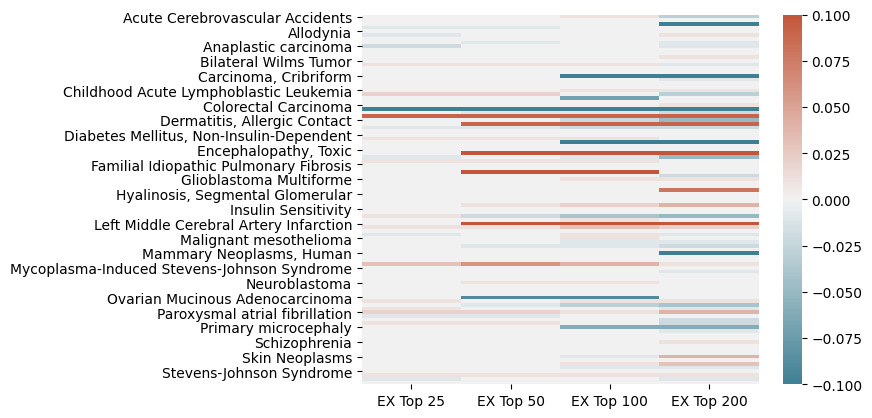 Acute Cerebrovascular Accidents
Allodynia
Anaplastic carcinoma
Bilateral Wilms Tumor
Carcinoma, Cribriform
Childhood Acute Lymphoblastic Leukemia
Colorectal Carcinoma
Dermatitis, Allergic Contact
Diabetes Mellitus, Non-Insulin-Dependent
Encephalopathy, Toxic
Familial Idiopathic Pulmonary Fibrosis
Glioblastoma Multiforme
Hyalinosis, Segmental Glomerular
Insulin Sensitivity
Left Middle Cerebral Artery Infarction
Malignant mesothelioma
Mammary Neoplasms, Human
Mycoplasma-Induced Stevens-Johnson Syndrome
Neuroblastoma
Ovarian Mucinous Adenocarcinoma
Paroxysmal atrial fibrillation
Primary microcephaly
Schizophrenia
Skin Neoplasms
Stevens-Johnson Syndrome
EX Top 25 EX Top 50 EX Top 100 EX Top 200
0.100
0.075
0.050
0.025
0.000
−0.025
−0.050
−0.075
−0.100